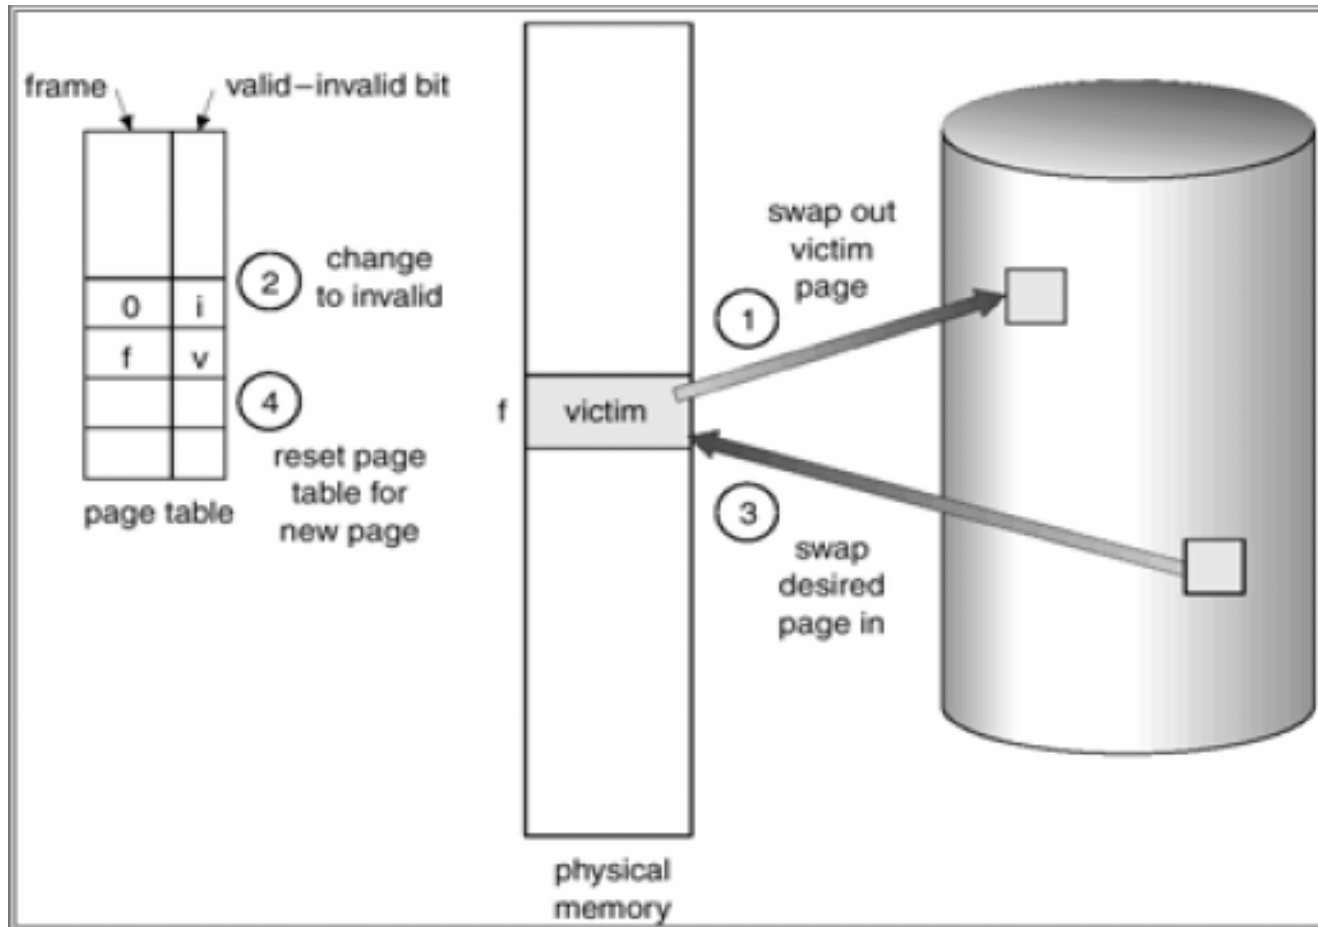 frame
valid–invalid bit
0 i
f v
page table
2
change
to invalid
4
reset page
table for
new page
f
victim
physical
memory
swap out
victim
page
1
3
swap
desired
page in